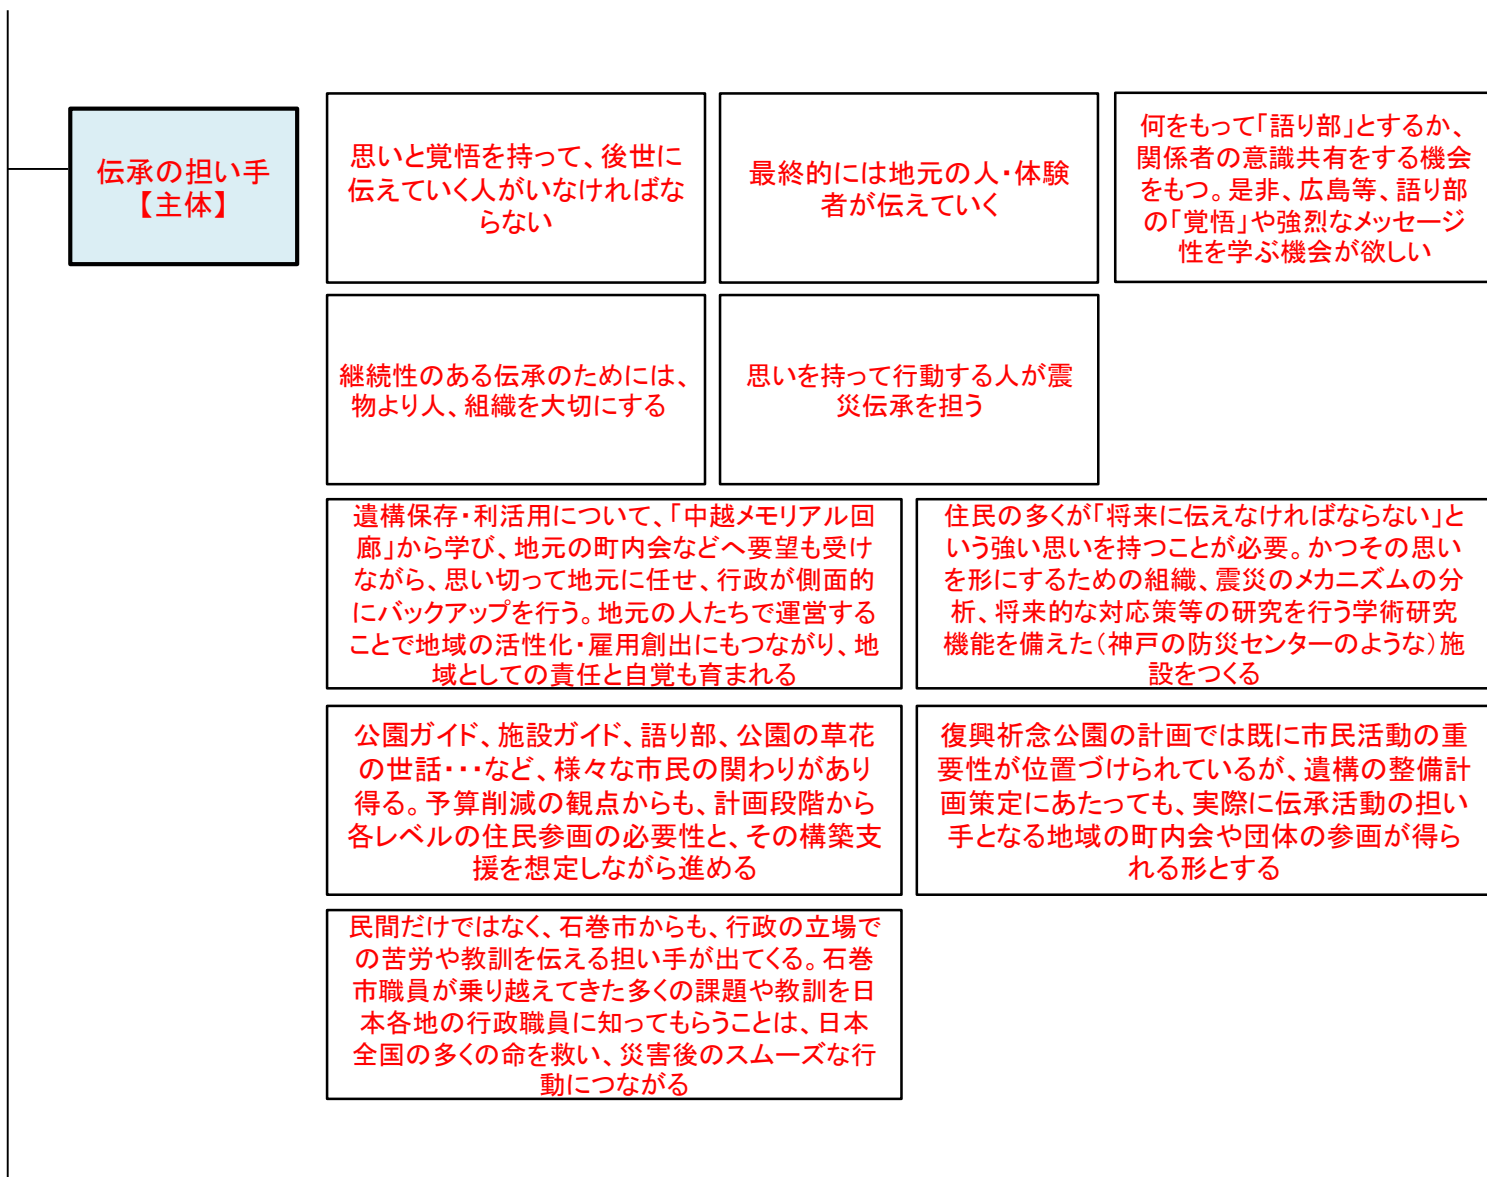 伝承の担い手
【主体】
思いと覚悟を持って、後世に
伝えていく人がいなければな
らない
最終的には地元の人・体験
者が伝えていく
何をもって「語り部」とするか、
関係者の意識共有をする機会
をもつ。是非、広島等、語り部
の「覚悟」や強烈なメッセージ
性を学ぶ機会が欲しい
継続性のある伝承のためには、
物より人、組織を大切にする
思いを持って行動する人が震
災伝承を担う
遺構保存・利活用について、「中越メモリアル回
廊」から学び、地元の町内会などへ要望も受け
ながら、思い切って地元に任せ、行政が側面的
にバックアップを行う。地元の人たちで運営する
ことで地域の活性化・雇用創出にもつながり、地
域としての責任と自覚も育まれる
住民の多くが「将来に伝えなければならない」と
いう強い思いを持つことが必要。かつその思い
を形にするための組織、震災のメカニズムの分
析、将来的な対応策等の研究を行う学術研究
機能を備えた（神戸の防災センターのような）施
設をつくる
公園ガイド、施設ガイド、語り部、公園の草花
の世話・・・など、様々な市民の関わりがあり
得る。予算削減の観点からも、計画段階から
各レベルの住民参画の必要性と、その構築支
援を想定しながら進める
復興祈念公園の計画では既に市民活動の重
要性が位置づけられているが、遺構の整備計
画策定にあたっても、実際に伝承活動の担い
手となる地域の町内会や団体の参画が得ら
れる形とする
民間だけではなく、石巻市からも、行政の立場で
の苦労や教訓を伝える担い手が出てくる。石巻
市職員が乗り越えてきた多くの課題や教訓を日
本各地の行政職員に知ってもらうことは、日本
全国の多くの命を救い、災害後のスムーズな行
動につながる